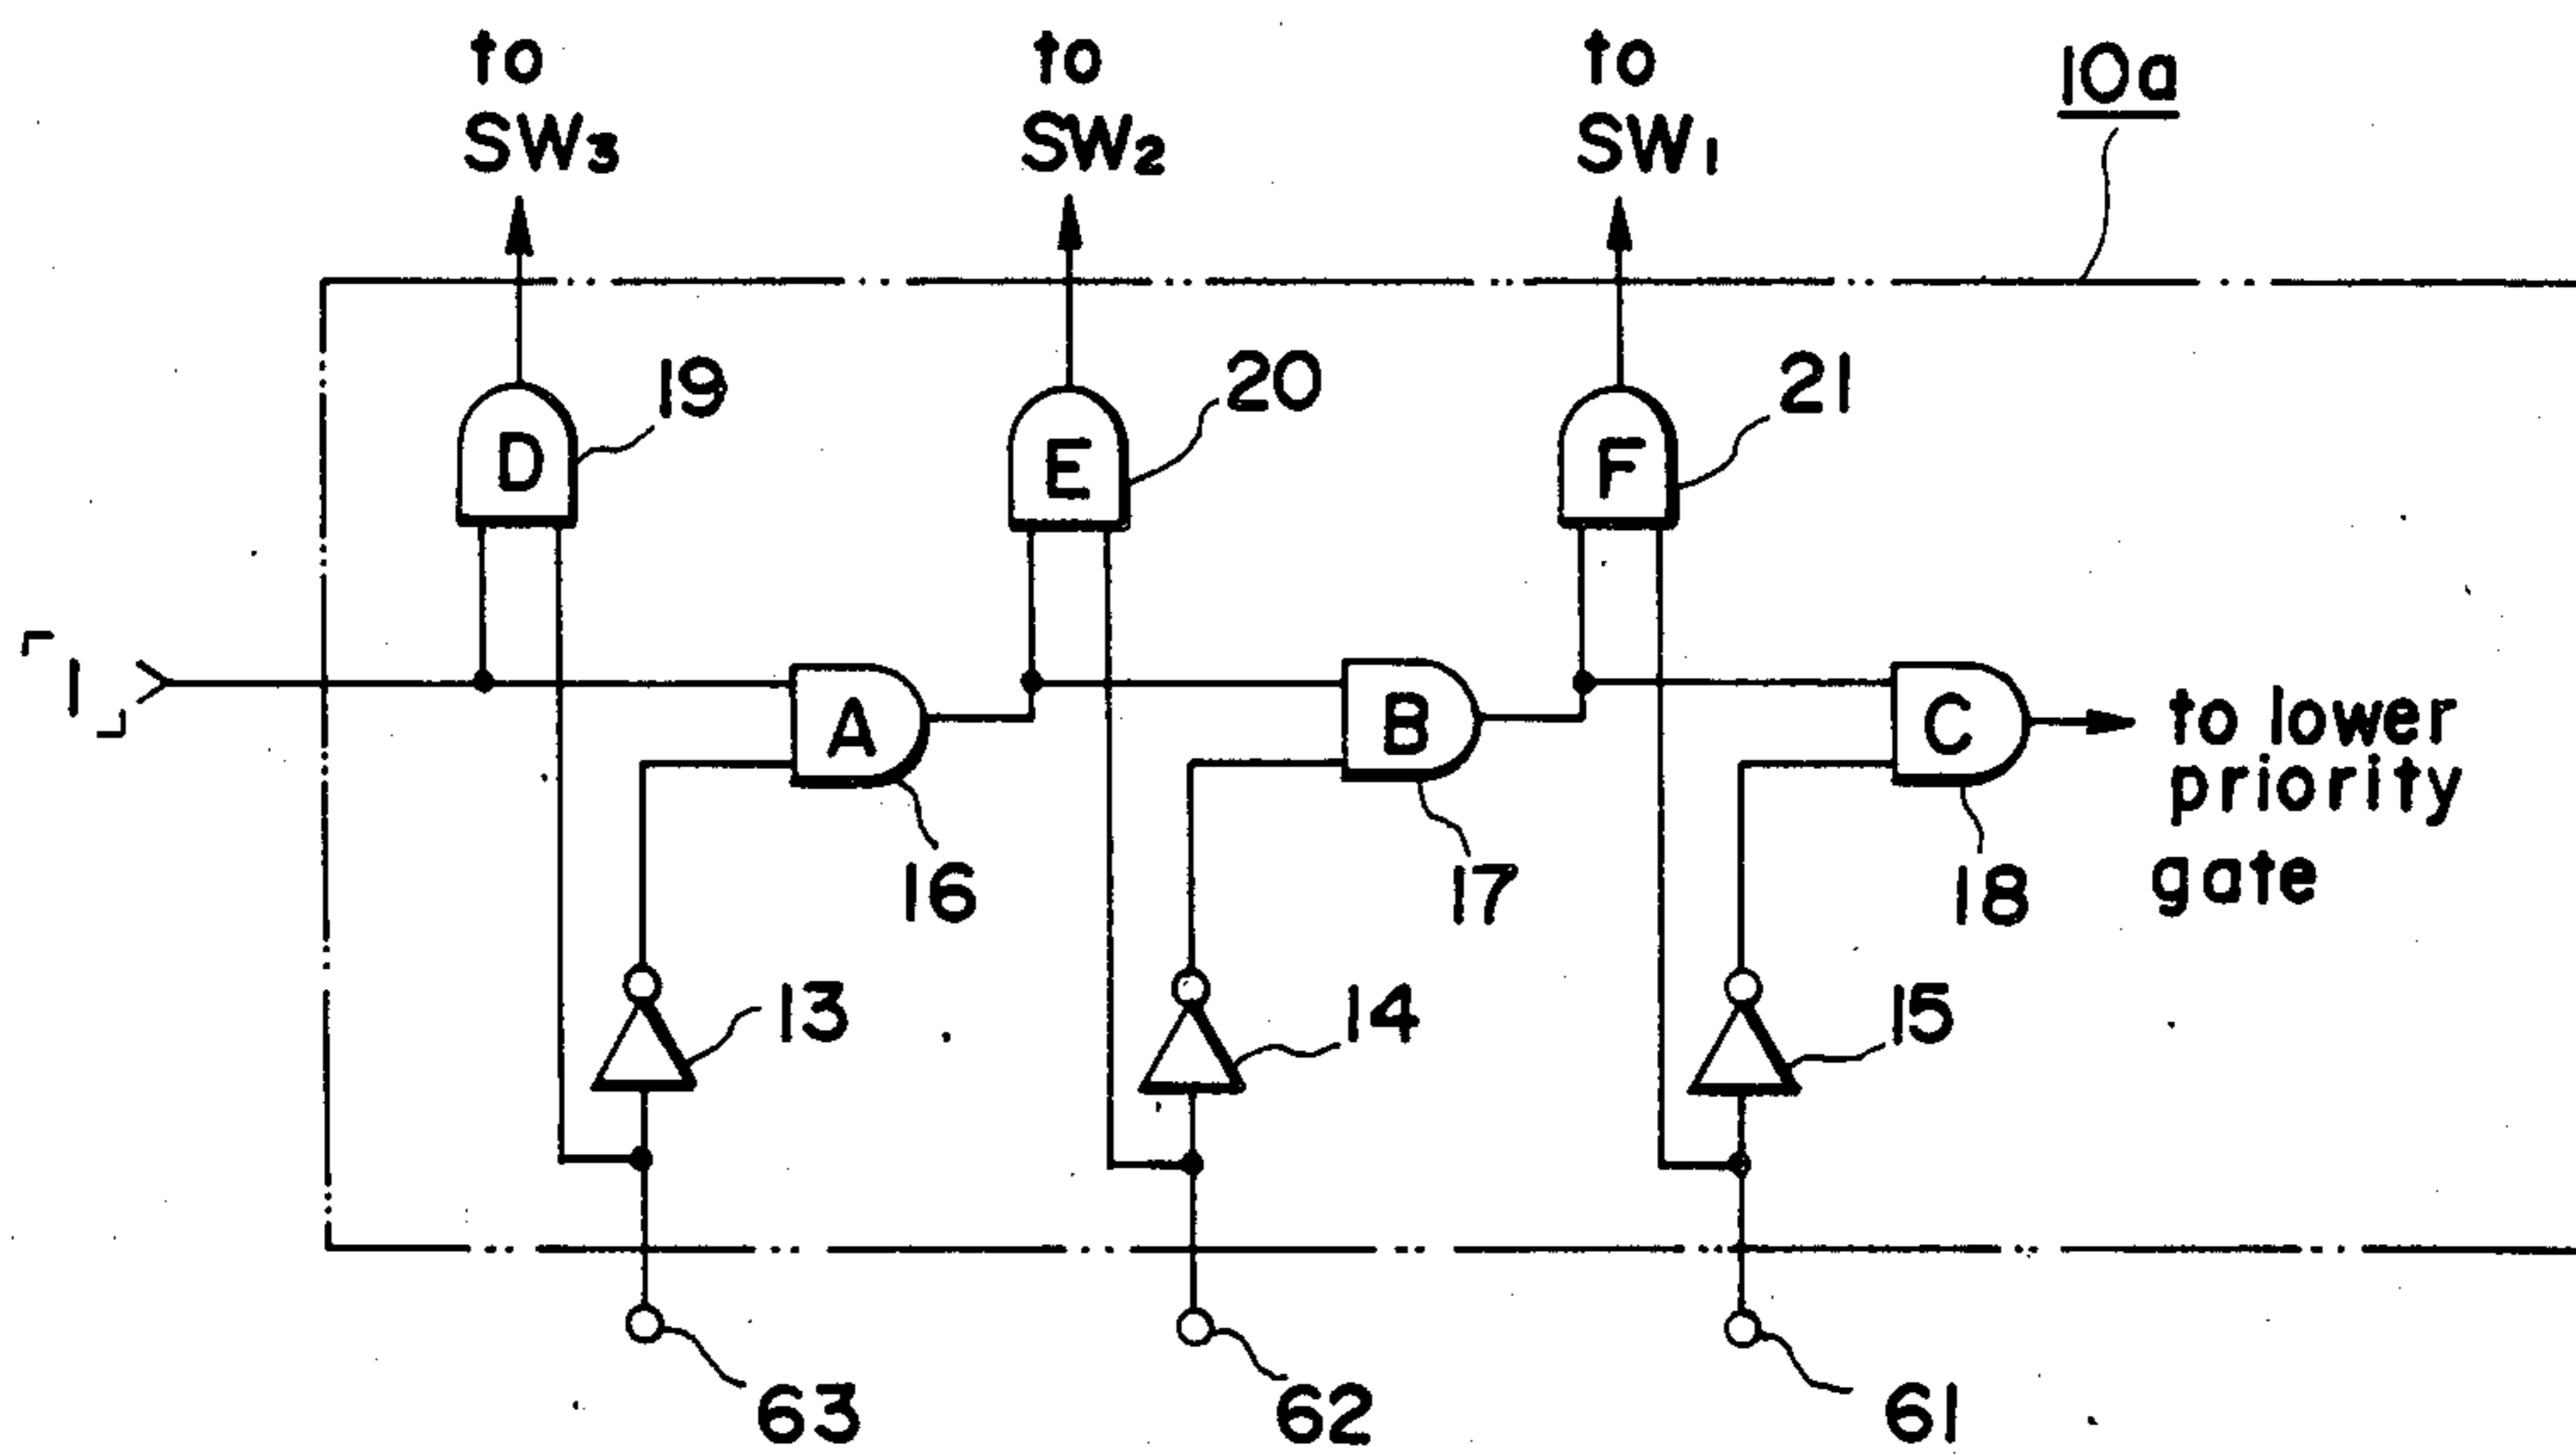 to
SW₃
to
SW₂
to
SW₁
10a
D
19
E
20
F
21
「1」
A
16
B
17
C
18
to lower
priority
gate
13
14
15
63
62
61